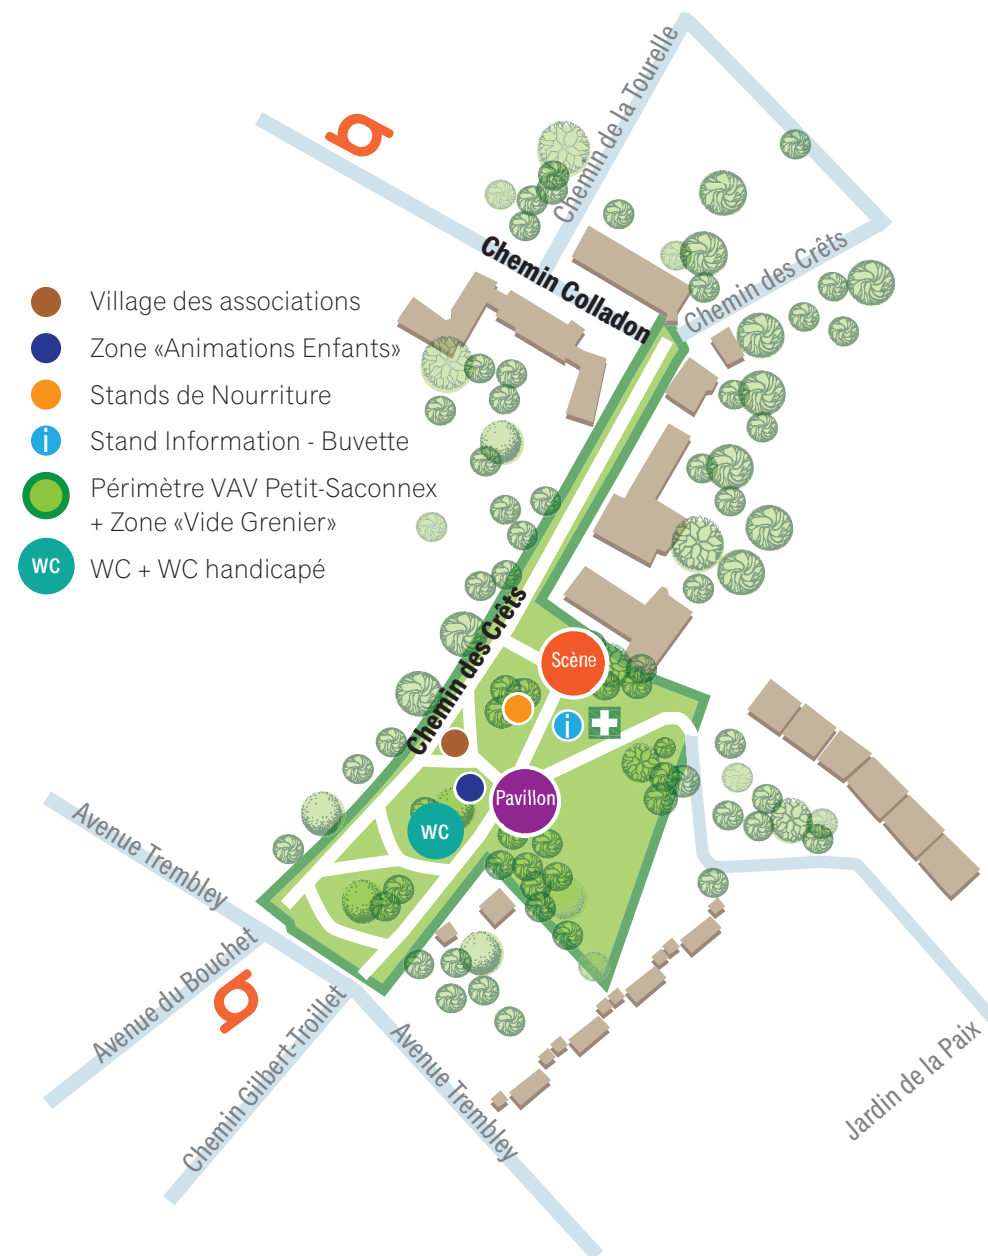 Chemin de la Tourelle
Chemin Colladon
Chemin des Crêts
Village des associations
Zone «Animations Enfants»
Stands de Nourriture
i
Stand Information - Buvette
Périmètre VAV Petit-Saconnex
+ Zone «Vide Grenier»
WC
WC + WC handicapé
Chemin des Crêts
Scène
i
Pavillon
WC
Avenue Trembley
Avenue du Bouchet
Chemin Gilbert-Troillet
Avenue Trembley
Jardin de la Paix